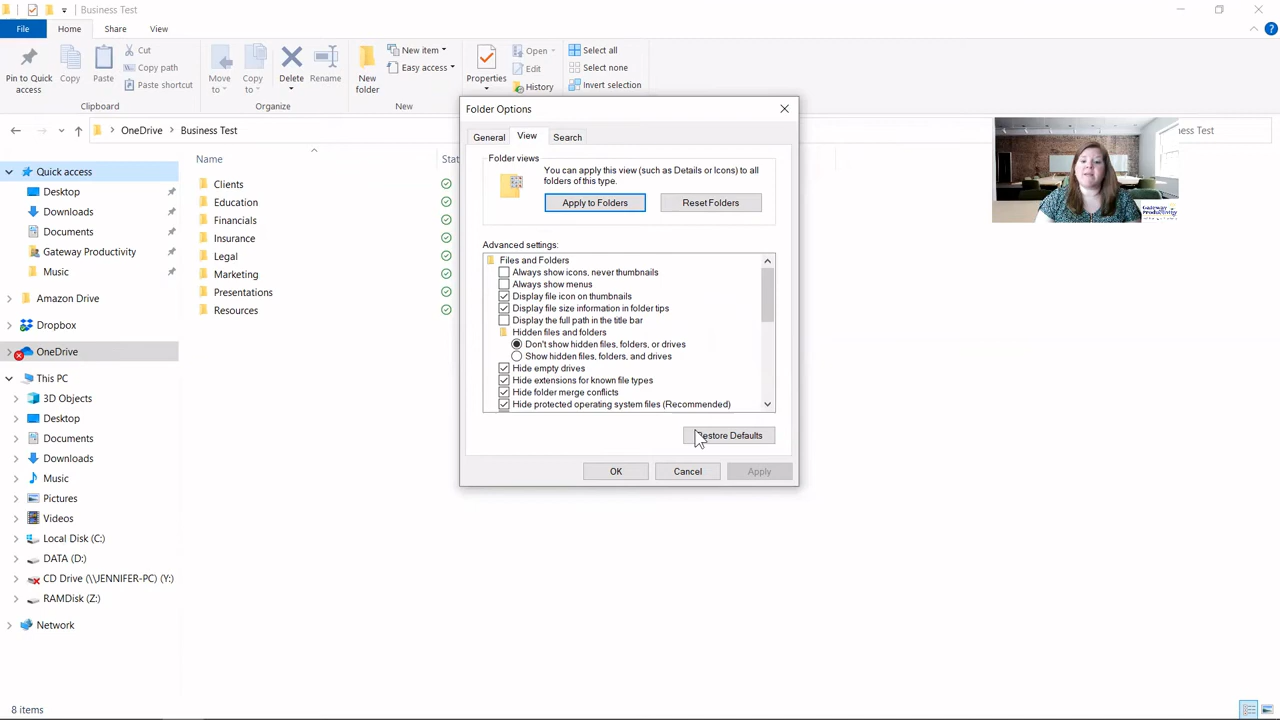 Business Test
File
Home
Share
View
Pin to Quick access
Copy
Paste
Cut
Copy path
Paste shortcut
Clipboard
Move to
Copy to
Delete
Rename
Organize
New folder
New item
Easy access
New
Properties
Open
Edit
History
Select all
Select none
Invert selection
OneDrive
Business Test
ness Test
Quick access
Desktop
Downloads
Documents
Gateway Productivity
Music
Amazon Drive
Dropbox
OneDrive
This PC
3D Objects
Desktop
Documents
Downloads
Music
Pictures
Videos
Local Disk (C:)
DATA (D:)
CD Drive (\\JENNIFER-PC) (Y:)
RAMDisk (Z:)
Network
8 items
Name
Stat
Clients
Education
Financials
Insurance
Legal
Marketing
Presentations
Resources
Folder Options
General
View
Search
Folder views
You can apply this view (such as Details or Icons) to all
folders of this type.
Apply to Folders
Reset Folders
Advanced settings:
Files and Folders
Always show icons, never thumbnails
Always show menus
Display file icon on thumbnails
Display file size information in folder tips
Display the full path in the title bar
Hidden files and folders
Don't show hidden files, folders, or drives
Show hidden files, folders, and drives
Hide empty drives
Hide extensions for known file types
Hide folder merge conflicts
Hide protected operating system files (Recommended)
Restore Defaults
OK
Cancel
Apply
Gateway
Productivity